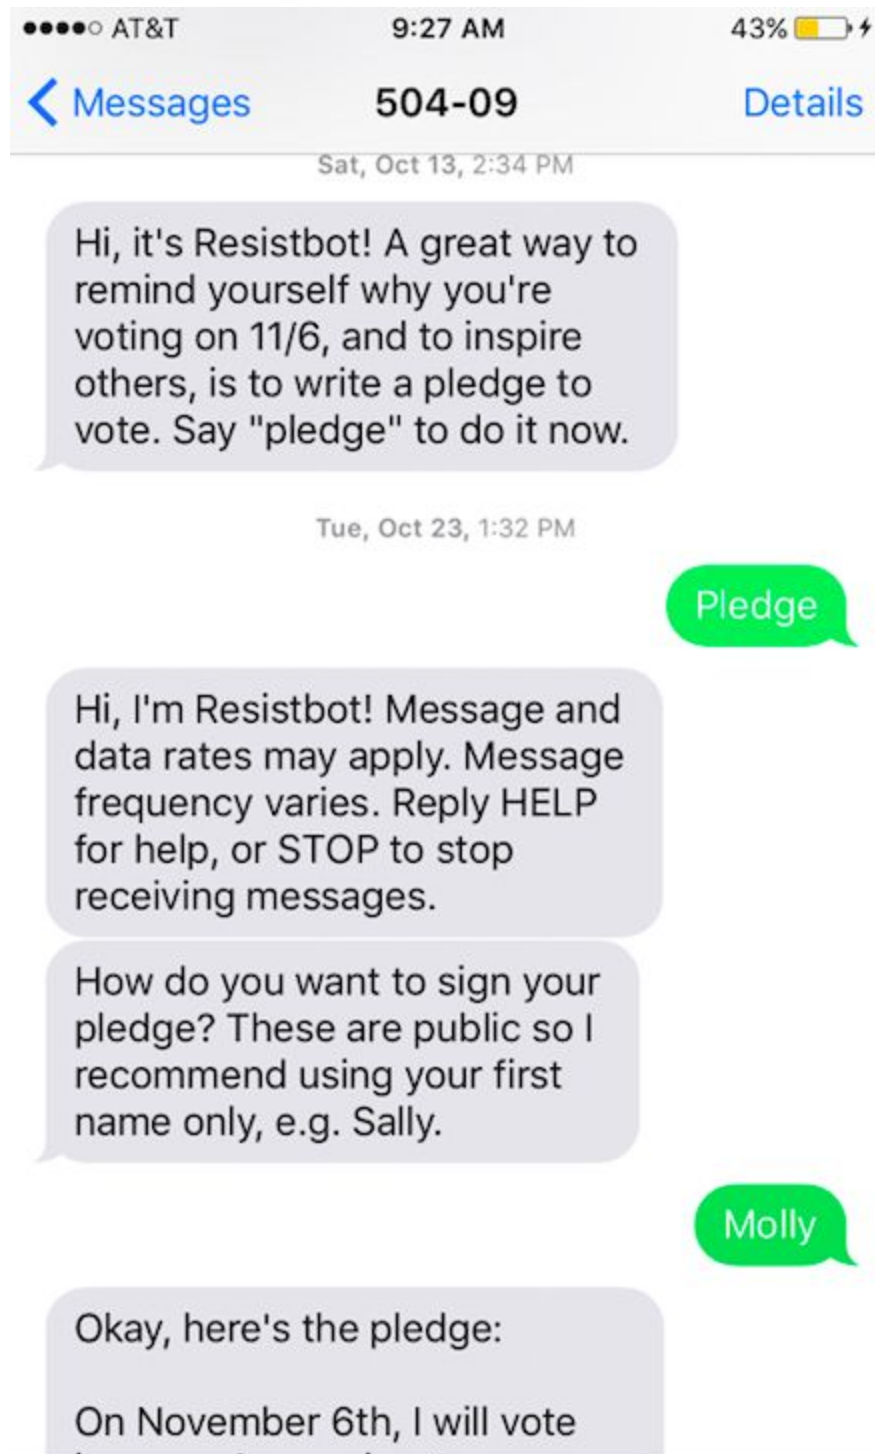 AT&T 9:27 AM 43%
Messages 504-09 Details
Sat, Oct 13, 2:34 PM
Hi, it's Resistbot! A great way to
remind yourself why you're
voting on 11/6, and to inspire
others, is to write a pledge to
vote. Say "pledge" to do it now.
Tue, Oct 23, 1:32 PM
Pledge
Hi, I'm Resistbot! Message and
data rates may apply. Message
frequency varies. Reply HELP
for help, or STOP to stop
receiving messages.
How do you want to sign your
pledge? These are public so I
recommend using your first
name only, e.g. Sally.
Molly
Okay, here's the pledge:
On November 6th, I will vote